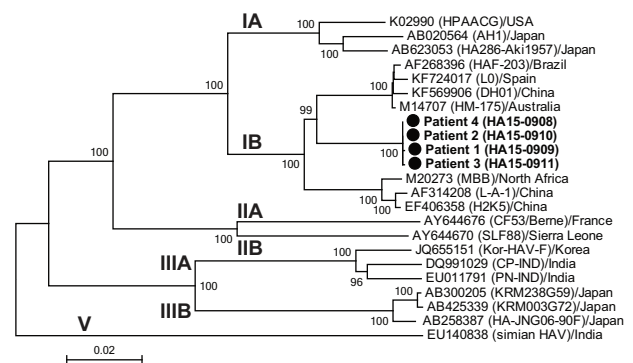 IA
K02990 (HPAACG)/USA
100
AB020564 (AH1)/Japan
100
AB623053 (HA286-Aki1957)/Japan
100
AF268396 (HAF-203)/Brazil
KF724017 (L0)/Spain
100
KF569906 (DH01)/China
99
M14707 (HM-175)/Australia
Patient 4 (HA15-0908)
IB
Patient 2 (HA15-0910)
100
Patient 1 (HA15-0909)
100
Patient 3 (HA15-0911)
100
M20273 (MBB)/North Africa
100
AF314208 (L-A-1)/China
100
EF406358 (H2K5)/China
IIA
AY644676 (CF53/Berne)/France
100
AY644670 (SLF88)/Sierra Leone
IIB
JQ655151 (Kor-HAV-F)/Korea
100
IIIA
DQ991029 (CP-IND)/India
96
EU011791 (PN-IND)/India
100
AB300205 (KRM238G59)/Japan
100
IIIB
AB425339 (KRM003G72)/Japan
100
AB258387 (HA-JNG06-90F)/Japan
V
EU140838 (simian HAV)/India
0.02